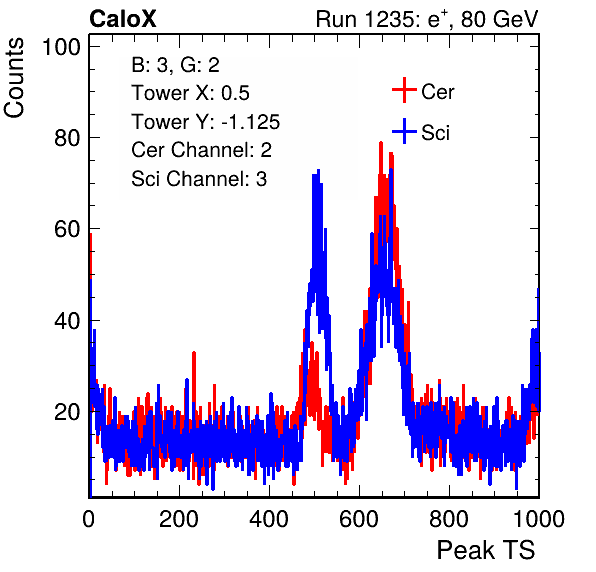 CaloX
Run 1235: e+, 80 GeV
Counts
100
80
60
40
20
B: 3, G: 2
Tower X: 0.5
Tower Y: -1.125
Cer Channel: 2
Sci Channel: 3
Cer
Sci
0 200 400 600 800 1000
Peak TS